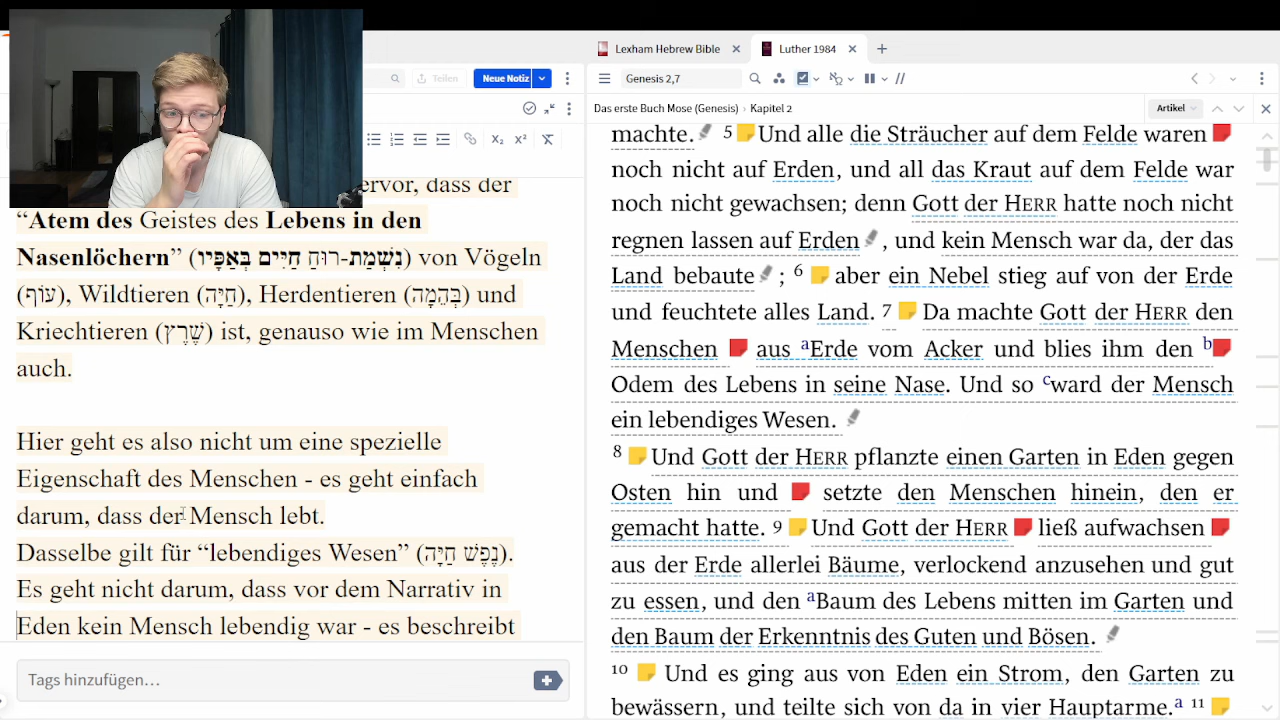 Lexham Hebrew Bible
Luther 1984
Teilen
Neue Notiz
Genesis 2,7
Das erste Buch Mose (Genesis) › Kapitel 2
Artikel
ervor, dass der
“Atem des Geistes des Lebens in den
Nasenlöchern” (נִשְׁמַת-רוּחַ חַיִּים בְּאַפָּיו) von Vögeln
(עוֹף), Wildtieren (חַיָּה), Herdentieren (בְּהֵמָה) und
Kriechtieren (שֶׁרֶץ) ist, genauso wie im Menschen
auch.
Hier geht es also nicht um eine spezielle
Eigenschaft des Menschen - es geht einfach
darum, dass der Mensch lebt.
Dasselbe gilt für “lebendiges Wesen” (נֶפֶשׁ חַיָּה).
Es geht nicht darum, dass vor dem Narrativ in
Eden kein Mensch lebendig war - es beschreibt
Tags hinzufügen…
machte. 5 Und alle die Sträucher auf dem Felde waren
noch nicht auf Erden, und all das Kraut auf dem Felde war
noch nicht gewachsen; denn Gott der HERR hatte noch nicht
regnen lassen auf Erden, und kein Mensch war da, der das
Land bebaute; 6 aber ein Nebel stieg auf von der Erde
und feuchtete alles Land. 7 Da machte Gott der HERR den
Menschen aus aErde vom Acker und blies ihm den b
Odem des Lebens in seine Nase. Und so cward der Mensch
ein lebendiges Wesen.
8 Und Gott der HERR pflanzte einen Garten in Eden gegen
Osten hin und setzte den Menschen hinein, den er
gemacht hatte. 9 Und Gott der HERR ließ aufwachsen
aus der Erde allerlei Bäume, verlockend anzusehen und gut
zu essen, und den aBaum des Lebens mitten im Garten und
den Baum der Erkenntnis des Guten und Bösen.
10 Und es ging aus von Eden ein Strom, den Garten zu
bewässern, und teilte sich von da in vier Hauptarme.a 11